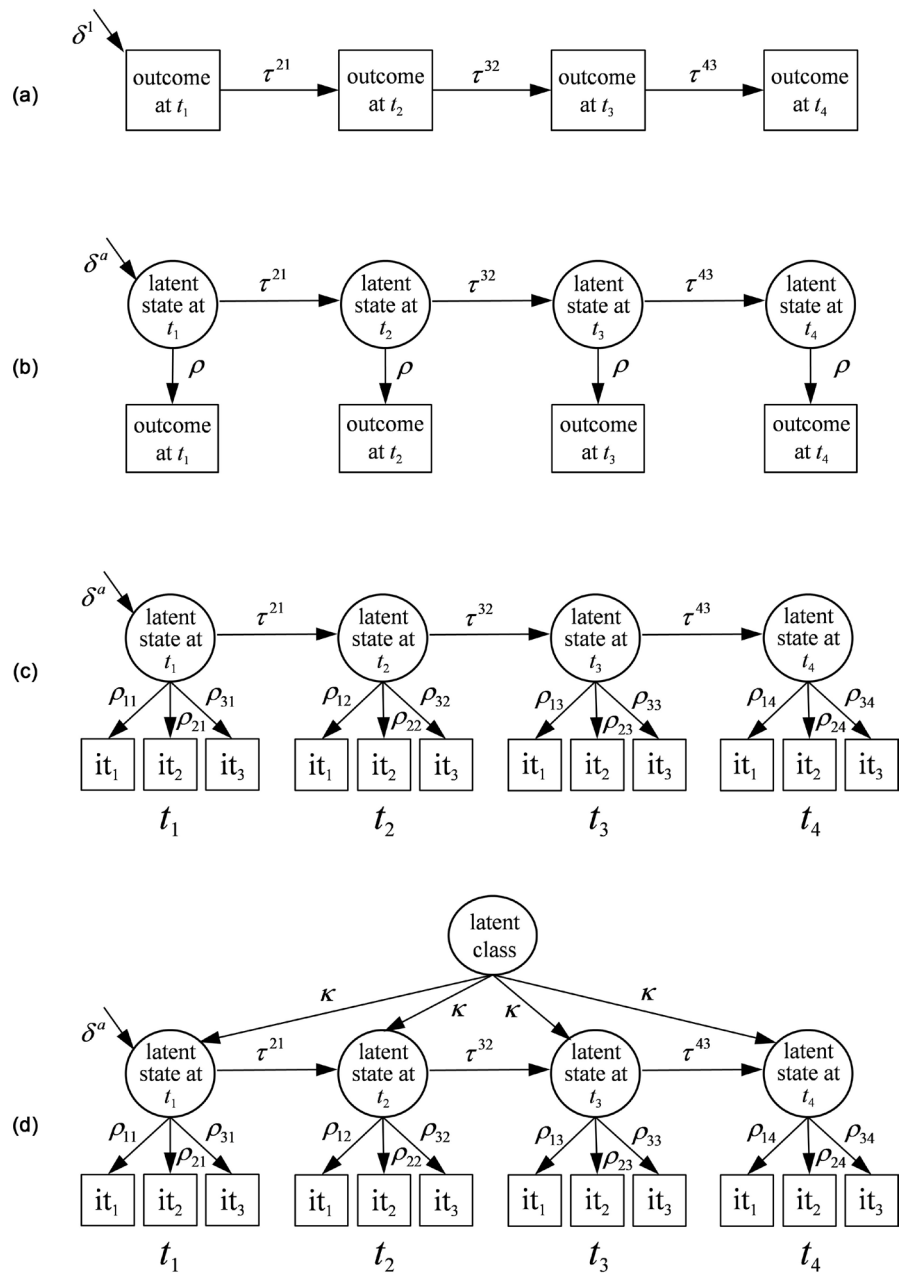 (a)
δ¹
outcome
at t₁
τ²¹
outcome
at t₂
τ³²
outcome
at t₃
τ⁴³
outcome
at t₄
(b)
δᵃ
latent
state at
t₁
τ²¹
latent
state at
t₂
τ³²
latent
state at
t₃
τ⁴³
latent
state at
t₄
ρ
ρ
ρ
ρ
outcome
at t₁
outcome
at t₂
outcome
at t₃
outcome
at t₄
(c)
δᵃ
latent
state at
t₁
τ²¹
latent
state at
t₂
τ³²
latent
state at
t₃
τ⁴³
latent
state at
t₄
ρ₁₁ ρ₂₁ ρ₃₁
ρ₁₂ ρ₂₂ ρ₃₂
ρ₁₃ ρ₂₃ ρ₃₃
ρ₁₄ ρ₂₄ ρ₃₄
it₁ it₂ it₃
it₁ it₂ it₃
it₁ it₂ it₃
it₁ it₂ it₃
t₁ t₂ t₃ t₄
(d)
latent
class
κ κ κ κ
δᵃ
latent
state at
t₁
τ²¹
latent
state at
t₂
τ³²
latent
state at
t₃
τ⁴³
latent
state at
t₄
ρ₁₁ ρ₂₁ ρ₃₁
ρ₁₂ ρ₂₂ ρ₃₂
ρ₁₃ ρ₂₃ ρ₃₃
ρ₁₄ ρ₂₄ ρ₃₄
it₁ it₂ it₃
it₁ it₂ it₃
it₁ it₂ it₃
it₁ it₂ it₃
t₁ t₂ t₃ t₄